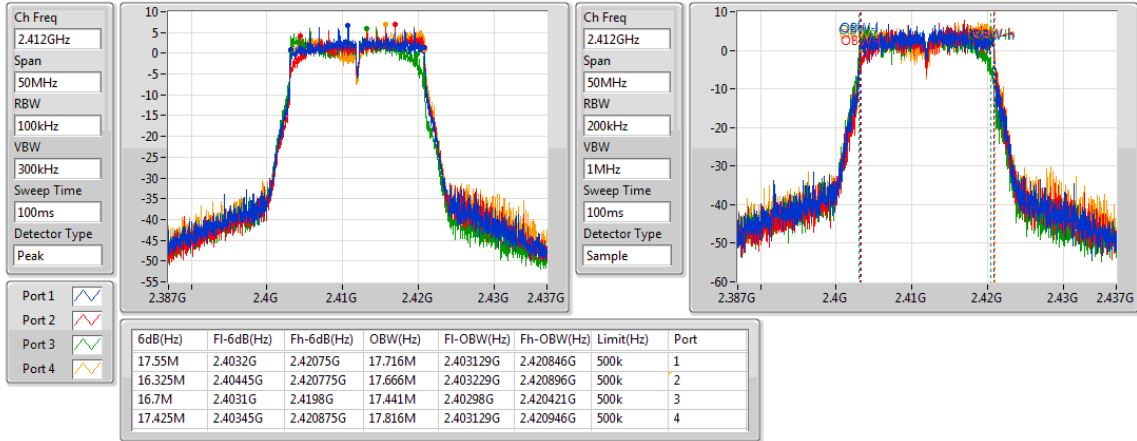 Ch Freq
2.412GHz
Span
50MHz
RBW
100kHz
VBW
300kHz
Sweep Time
100ms
Detector Type
Peak
10
5
0
-5
-10
-15
-20
-25
-30
-35
-40
-45
-50
-55
2.387G 2.4G 2.41G 2.42G 2.437G
Ch Freq
2.412GHz
Span
50MHz
RBW
200kHz
VBW
1MHz
Sweep Time
100ms
Detector Type
Sample
10
0
-10
-20
-30
-40
-50
-60
2.387G 2.4G 2.41G 2.42G 2.43G 2.437G
Port 1
Port 2
Port 3
Port 4
6dB(Hz) Fl-6dB(Hz) Fh-6dB(Hz) OBW(Hz) Fl-OBW(Hz) Fh-OBW(Hz) Limit(Hz) Port
17.55M 2.4032G 2.42075G 17.716M 2.403129G 2.420846G 500k 1
16.325M 2.40445G 2.420775G 17.666M 2.403229G 2.420896G 500k 2
16.7M 2.4031G 2.4198G 17.441M 2.40298G 2.420421G 500k 3
17.425M 2.40345G 2.420875G 17.816M 2.403129G 2.420946G 500k 4